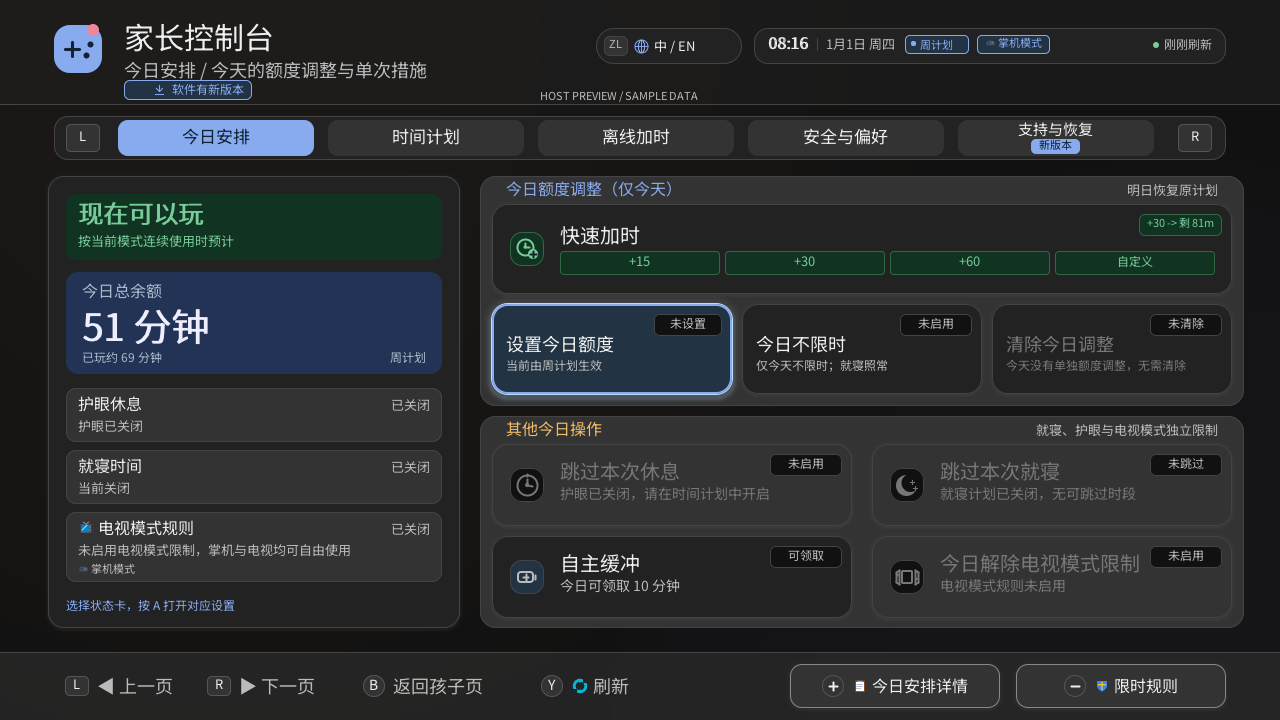 家长控制台
今日安排 / 今天的额度调整与单次措施
软件有新版本
ZL 中 / EN
08:16 1月1日 周四 周计划 掌机模式 刚刚刷新
HOST PREVIEW / SAMPLE DATA
L 今日安排 时间计划 离线加时 安全与偏好 支持与恢复 R
新版本
现在可以玩
按当前模式连续使用时预计
今日总余额
51 分钟
已玩约 69 分钟 周计划
护眼休息 已关闭
护眼已关闭
就寝时间 已关闭
当前关闭
电视模式规则 已关闭
未启用电视模式限制，掌机与电视均可自由使用
掌机模式
选择状态卡，按 A 打开对应设置
今日额度调整（仅今天） 明日恢复原计划
快速加时 +30 -> 剩 81m
+15 +30 +60 自定义
未设置
设置今日额度
当前由周计划生效
未启用
今日不限时
仅今天不限时；就寝照常
未清除
清除今日调整
今天没有单独额度调整，无需清除
其他今日操作 就寝、护眼与电视模式独立限制
跳过本次休息 未启用
护眼已关闭，请在时间计划中开启
跳过本次就寝 未跳过
就寝计划已关闭，无可跳过时段
自主缓冲 可领取
今日可领取 10 分钟
今日解除电视模式限制 未启用
电视模式规则未启用
L 上一页 R 下一页 B 返回孩子页 Y 刷新 今日安排详情 限时规则